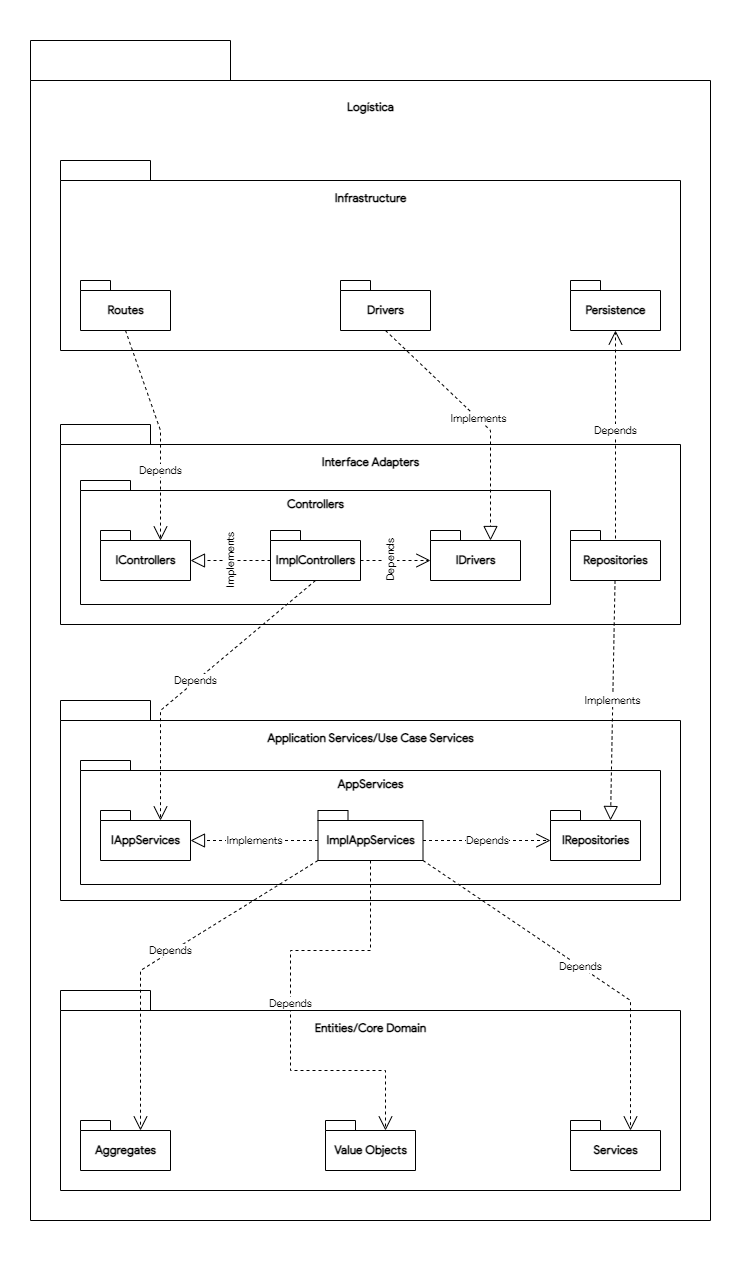 Logística
Infrastructure
Routes
Drivers
Persistence
Implements
Depends
Interface Adapters
Depends
Controllers
IControllers
Implements
ImplControllers
Depends
IDrivers
Repositories
Depends
Implements
Application Services/Use Case Services
AppServices
IAppServices
Implements
ImplAppServices
Depends
IRepositories
Depends
Depends
Depends
Entities/Core Domain
Aggregates
Value Objects
Services